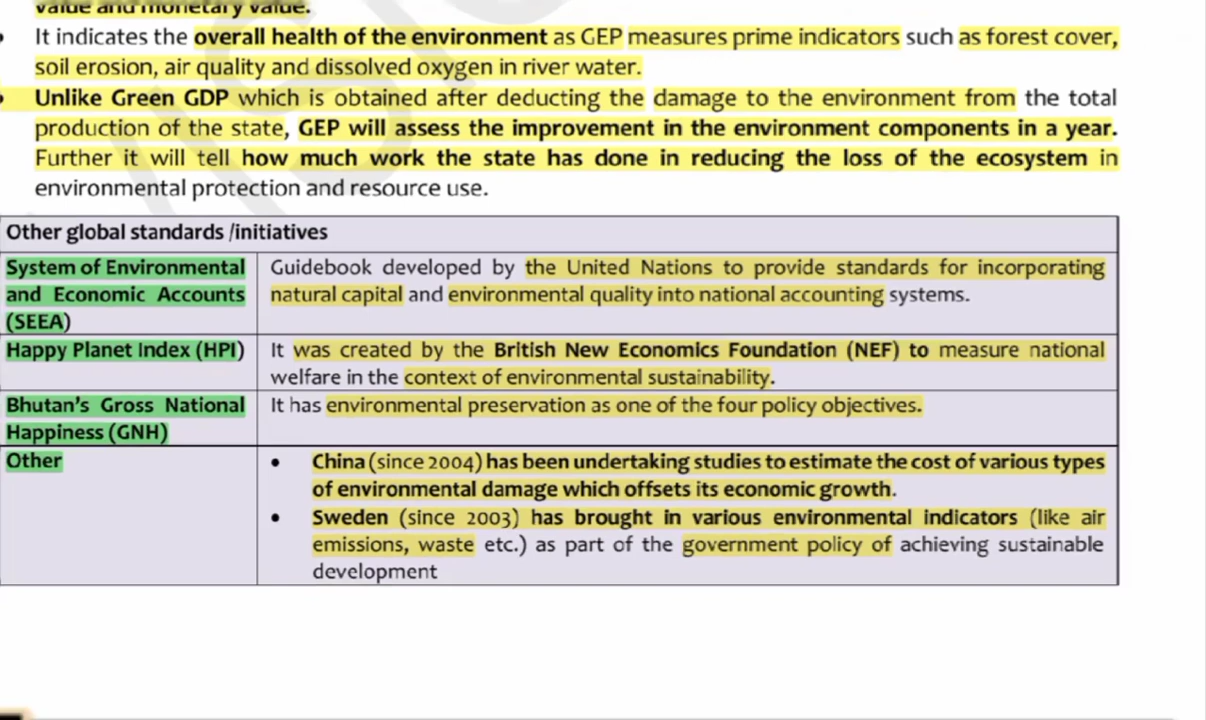 value and monetary value.
It indicates the overall health of the environment as GEP measures prime indicators such as forest cover,
soil erosion, air quality and dissolved oxygen in river water.
Unlike Green GDP which is obtained after deducting the damage to the environment from the total
production of the state, GEP will assess the improvement in the environment components in a year.
Further it will tell how much work the state has done in reducing the loss of the ecosystem in
environmental protection and resource use.
Other global standards /initiatives
System of Environmental
and Economic Accounts
(SEEA)
Guidebook developed by the United Nations to provide standards for incorporating
natural capital and environmental quality into national accounting systems.
Happy Planet Index (HPI)
It was created by the British New Economics Foundation (NEF) to measure national
welfare in the context of environmental sustainability.
Bhutan's Gross National
Happiness (GNH)
It has environmental preservation as one of the four policy objectives.
Other
• China (since 2004) has been undertaking studies to estimate the cost of various types
of environmental damage which offsets its economic growth.
• Sweden (since 2003) has brought in various environmental indicators (like air
emissions, waste etc.) as part of the government policy of achieving sustainable
development